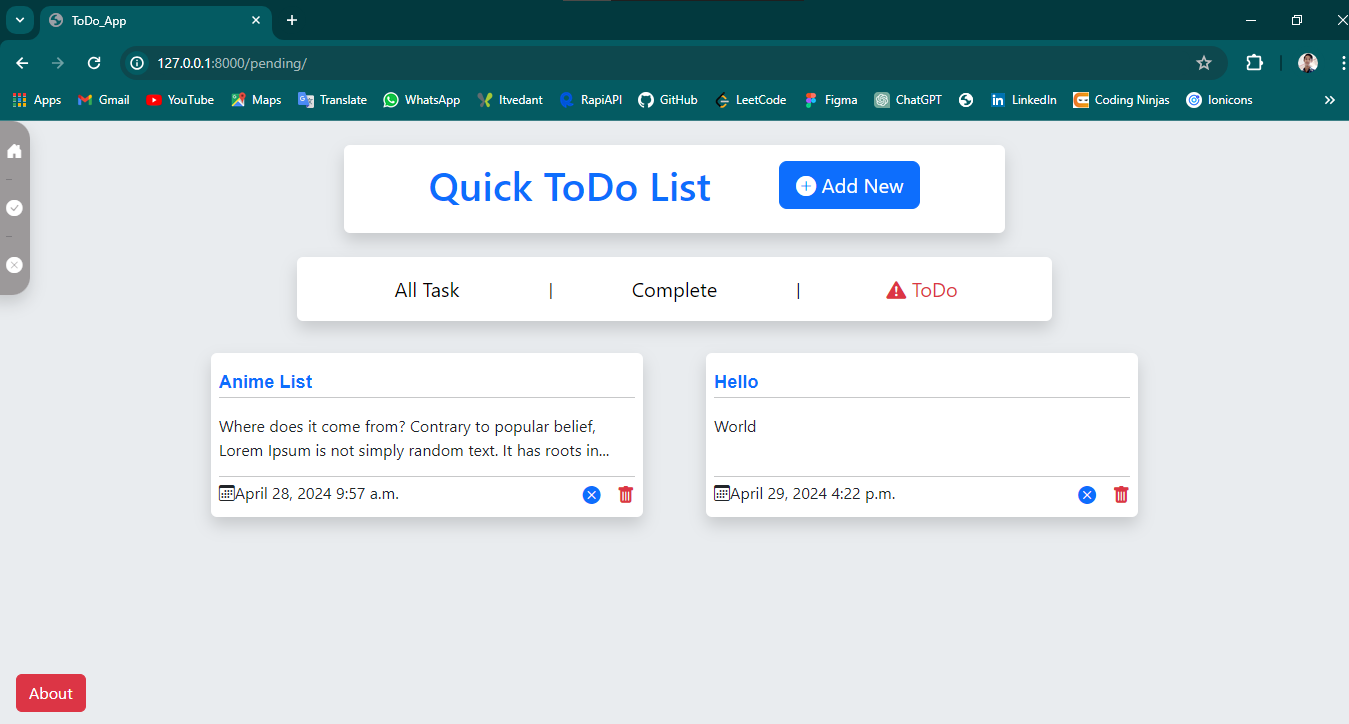 ToDo_App
127.0.0.1:8000/pending/
Apps Gmail YouTube Maps Translate WhatsApp Itvedant RapiAPI GitHub LeetCode Figma ChatGPT LinkedIn Coding Ninjas Ionicons
Quick ToDo List Add New
All Task | Complete | ToDo
Anime List
Where does it come from? Contrary to popular belief,
Lorem Ipsum is not simply random text. It has roots in...
April 28, 2024 9:57 a.m.
Hello
World
April 29, 2024 4:22 p.m.
About